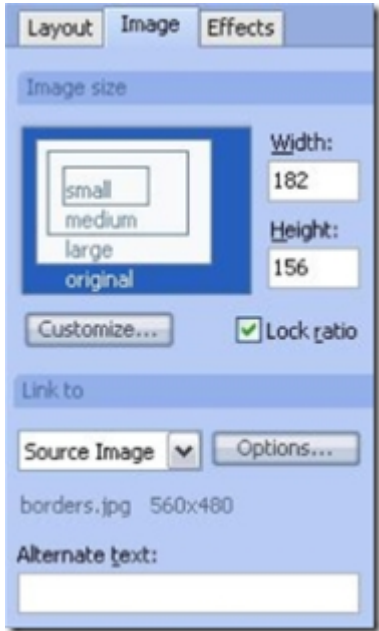 Layout Image Effects
Image size
small
medium
large
original
Width:
182
Height:
156
Customize...
Lock ratio
Link to
Source Image
Options...
borders.jpg 560x480
Alternate text: